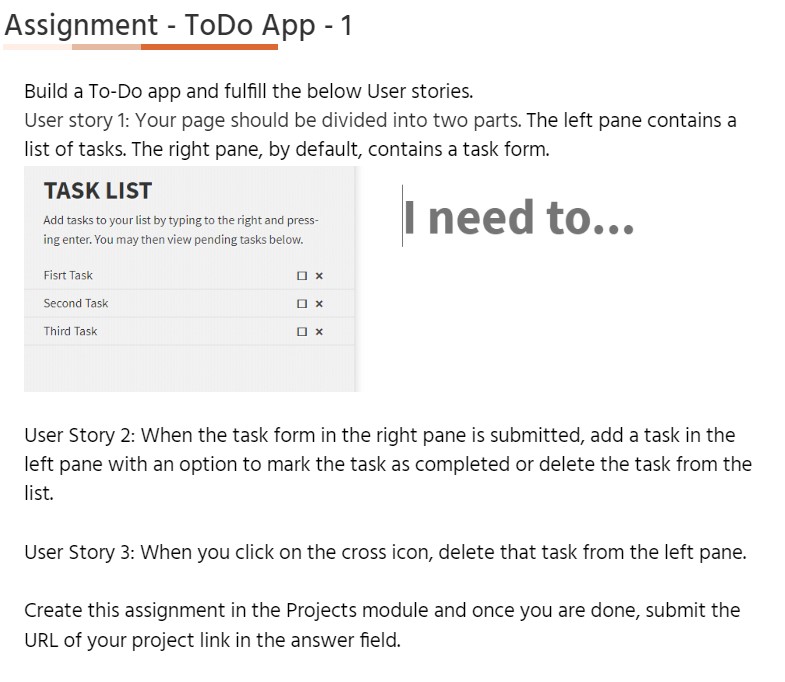 Assignment - ToDo App - 1
Build a To-Do app and fulfill the below User stories.
User story 1: Your page should be divided into two parts. The left pane contains a
list of tasks. The right pane, by default, contains a task form.
TASK LIST
Add tasks to your list by typing to the right and press-
ing enter. You may then view pending tasks below.
I need to...
Fisrt Task
Second Task
Third Task
User Story 2: When the task form in the right pane is submitted, add a task in the
left pane with an option to mark the task as completed or delete the task from the
list.
User Story 3: When you click on the cross icon, delete that task from the left pane.
Create this assignment in the Projects module and once you are done, submit the
URL of your project link in the answer field.